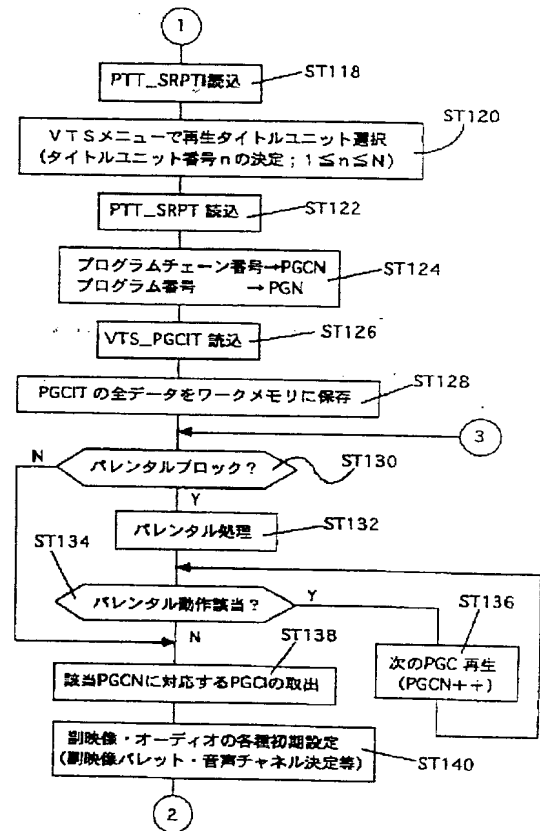 1
PTT_SRPTI読込
ST118
VTSメニューで再生タイトルユニット選択
(タイトルユニット番号nの決定；1≦n≦N)
ST120
PTT_SRPT 読込
ST122
プログラムチェーン番号→PGCN
プログラム番号 →PGN
ST124
VTS_PGCIT 読込
ST126
PGCIT の全データをワークメモリに保存
ST128
3
N
パレンタルブロック？
ST130
Y
パレンタル処理
ST132
ST134
パレンタル動作該当？
Y
N
ST136
次のPGC 再生
(PGCN++)
ST138
該当PGCNに対応するPGCIの取出
副映像・オーディオの各種初期設定
(副映像パレット・音声チャネル決定等)
ST140
2